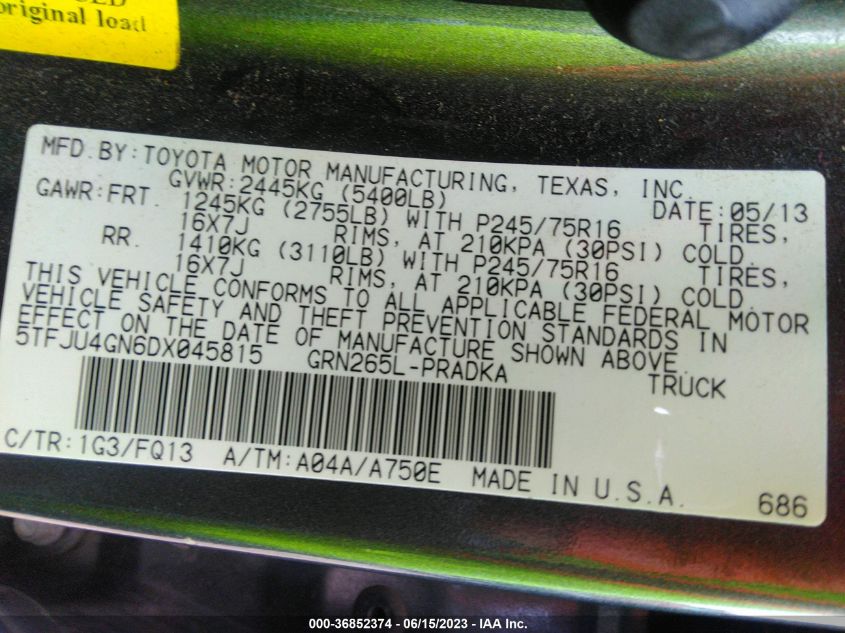 original load
MFD.BY:TOYOTA MOTOR MANUFACTURING, TEXAS, INC.
GVWR:2445KG (5400LB) DATE:05/13
GAWR:FRT. 1245KG (2755LB) WITH P245/75R16 TIRES,
16X7J RIMS, AT 210KPA (30PSI) COLD
RR. 1410KG (3110LB) WITH P245/75R16 TIRES,
16X7J RIMS, AT 210KPA (30PSI) COLD
THIS VEHICLE CONFORMS TO ALL APPLICABLE FEDERAL MOTOR
VEHICLE SAFETY AND THEFT PREVENTION STANDARDS IN
EFFECT ON THE DATE OF MANUFACTURE SHOWN ABOVE.
5TFJU4GN6DX045815 GRN265L-PRADKA TRUCK
C/TR:1G3/FQ13 A/TM:A04A/A750E MADE IN U.S.A.
686
000-36852374 - 06/15/2023 - IAA Inc.